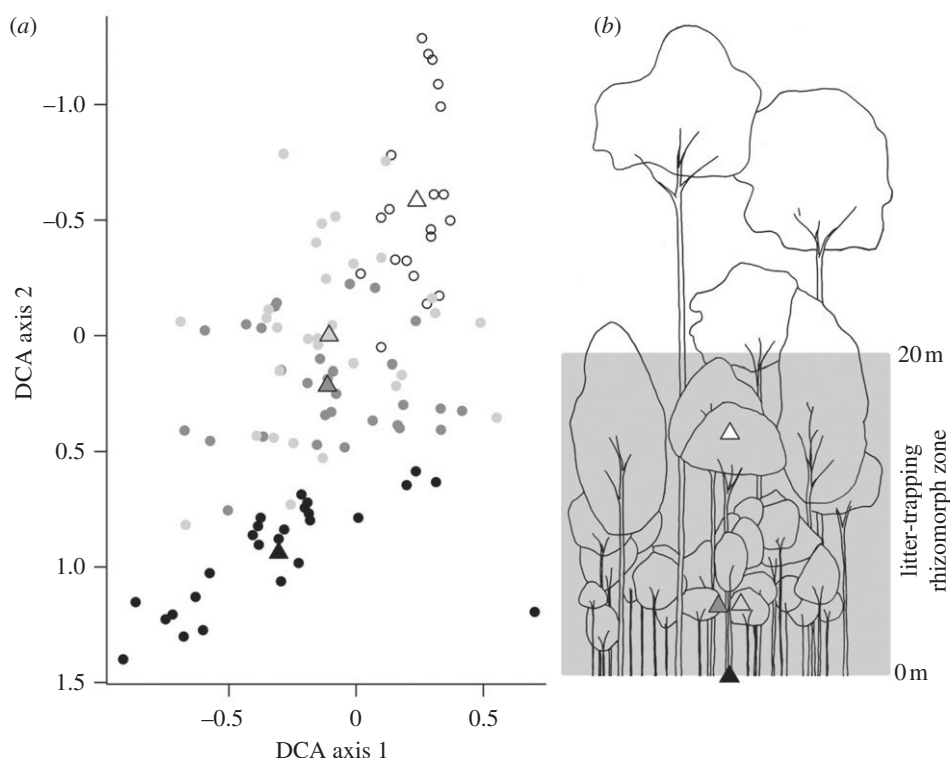 (a)
(b)
–1.0
–0.5
0
0.5
1.0
1.5
DCA axis 2
–0.5
0
0.5
DCA axis 1
20 m
litter-trapping
rhizomorph zone
0 m